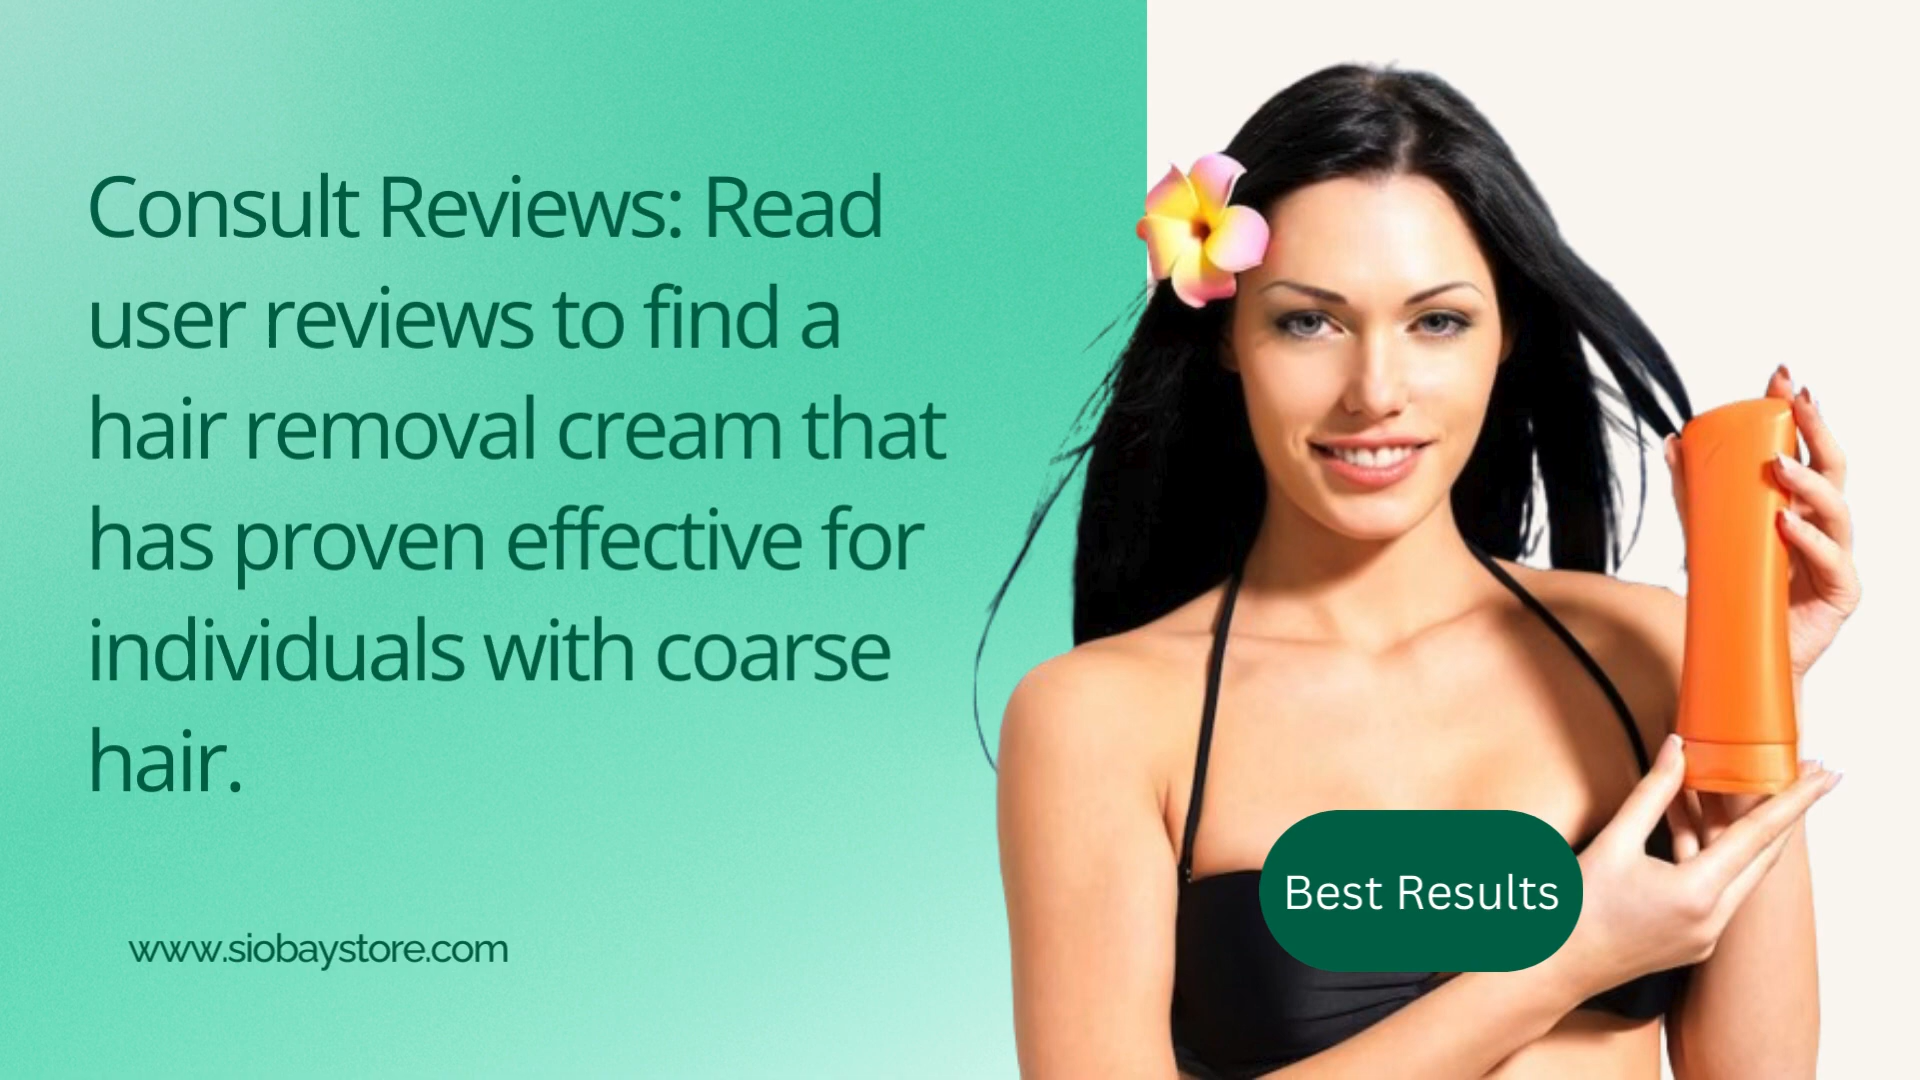 Consult Reviews: Read
user reviews to find a
hair removal cream that
has proven effective for
individuals with coarse
hair.
www.siobaystore.com
Best Results